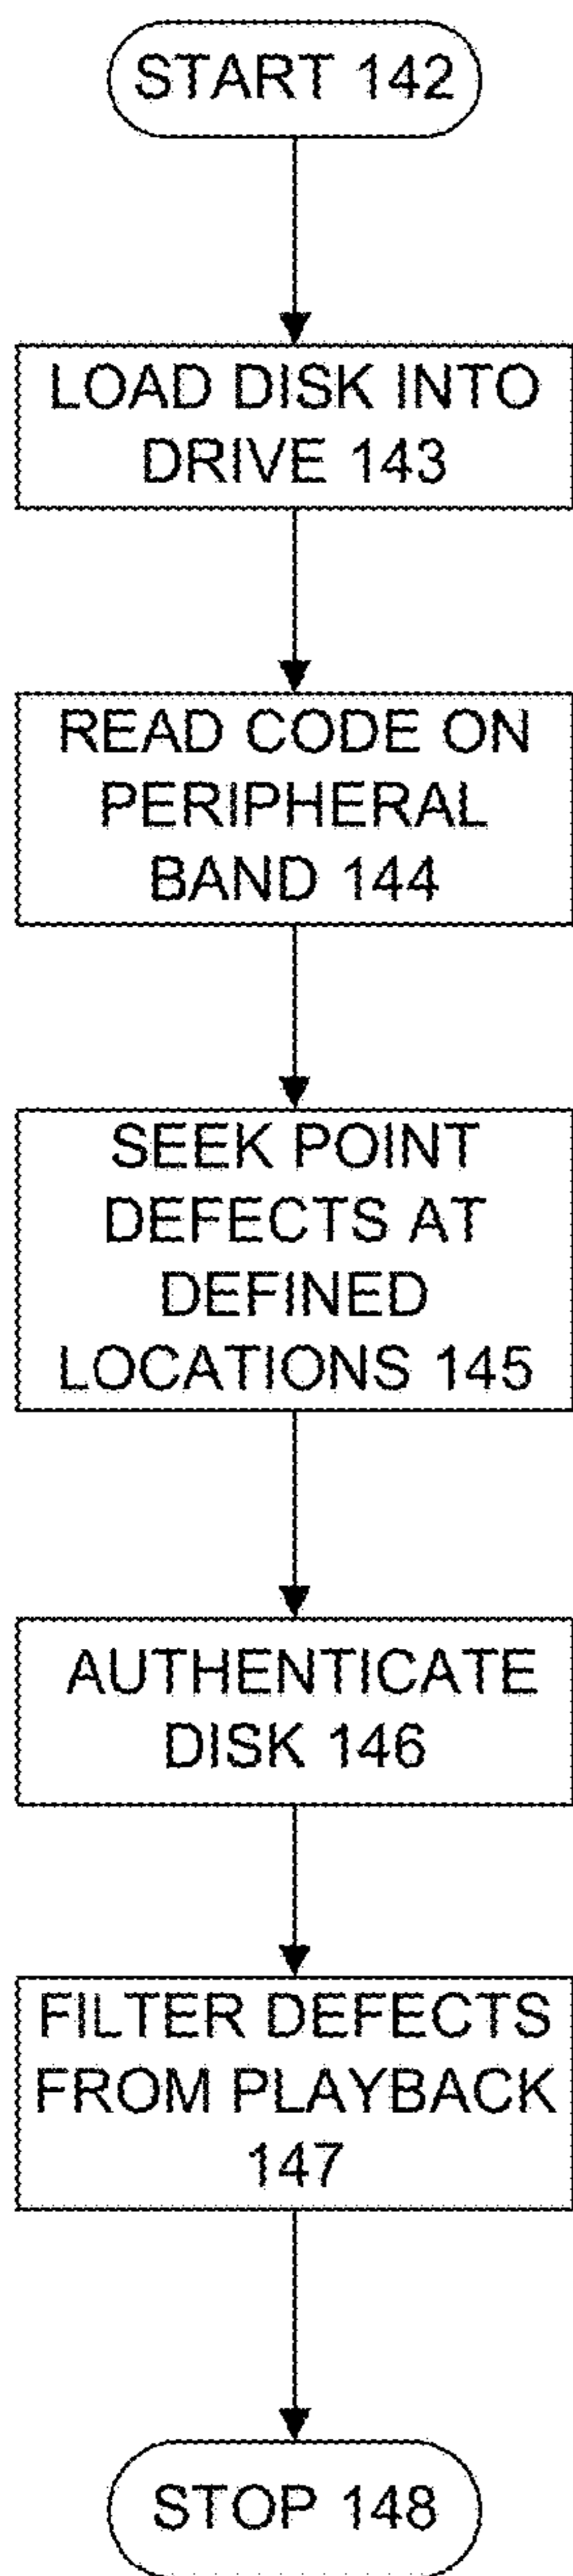 START 142
LOAD DISK INTO
DRIVE 143
READ CODE ON
PERIPHERAL
BAND 144
SEEK POINT
DEFECTS AT
DEFINED
LOCATIONS 145
AUTHENTICATE
DISK 146
FILTER DEFECTS
FROM PLAYBACK
147
STOP 148